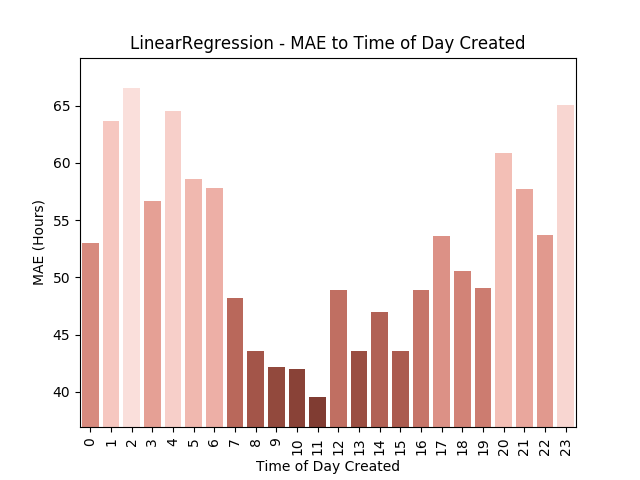 LinearRegression - MAE to Time of Day Created
MAE (Hours)
65
60
55
50
45
40
0 1 2 3 4 5 6 7 8 9 10 11 12 13 14 15 16 17 18 19 20 21 22 23
Time of Day Created